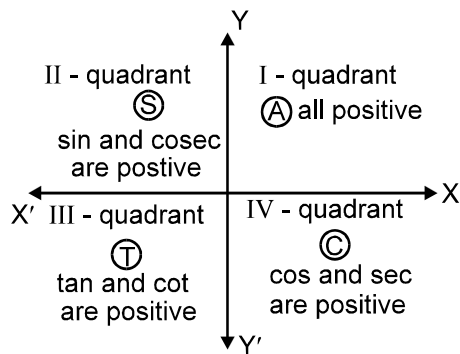 Y
II - quadrant
S
sin and cosec
are postive
I - quadrant
A all positive
X
X′
III - quadrant
T
tan and cot
are positive
IV - quadrant
C
cos and sec
are positive
Y′